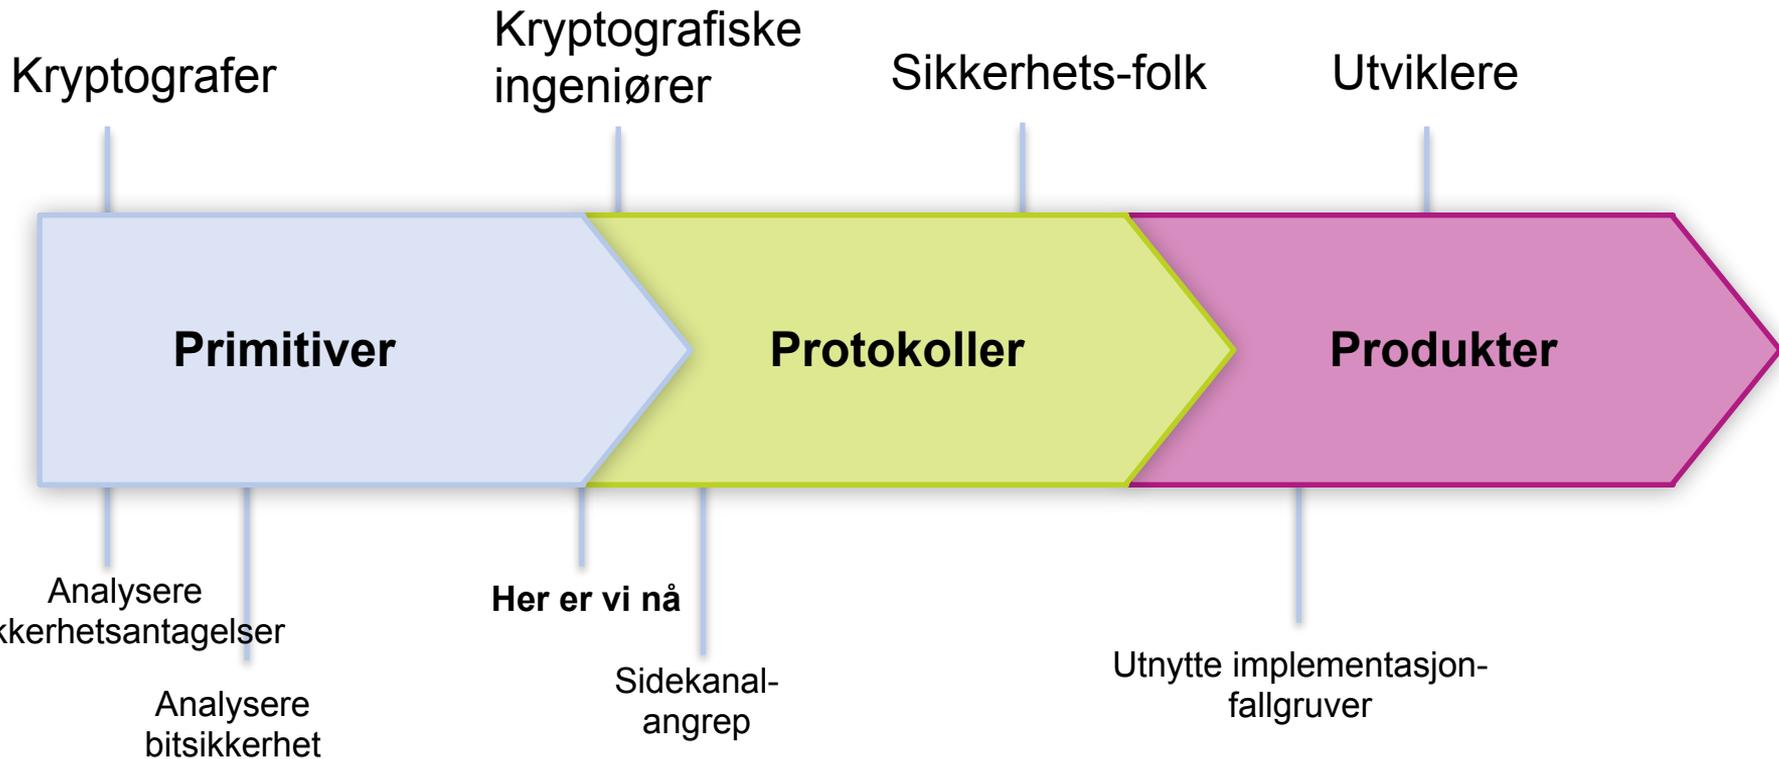 Kryptografer
Kryptografiske
ingeniører
Sikkerhets-folk
Utviklere
Primitiver
Protokoller
Produkter
Analysere
kkerhetsantagelser
Analysere
bitsikkerhet
Her er vi nå
Sidekanal-
angrep
Utnytte implementasjon-
fallgruver